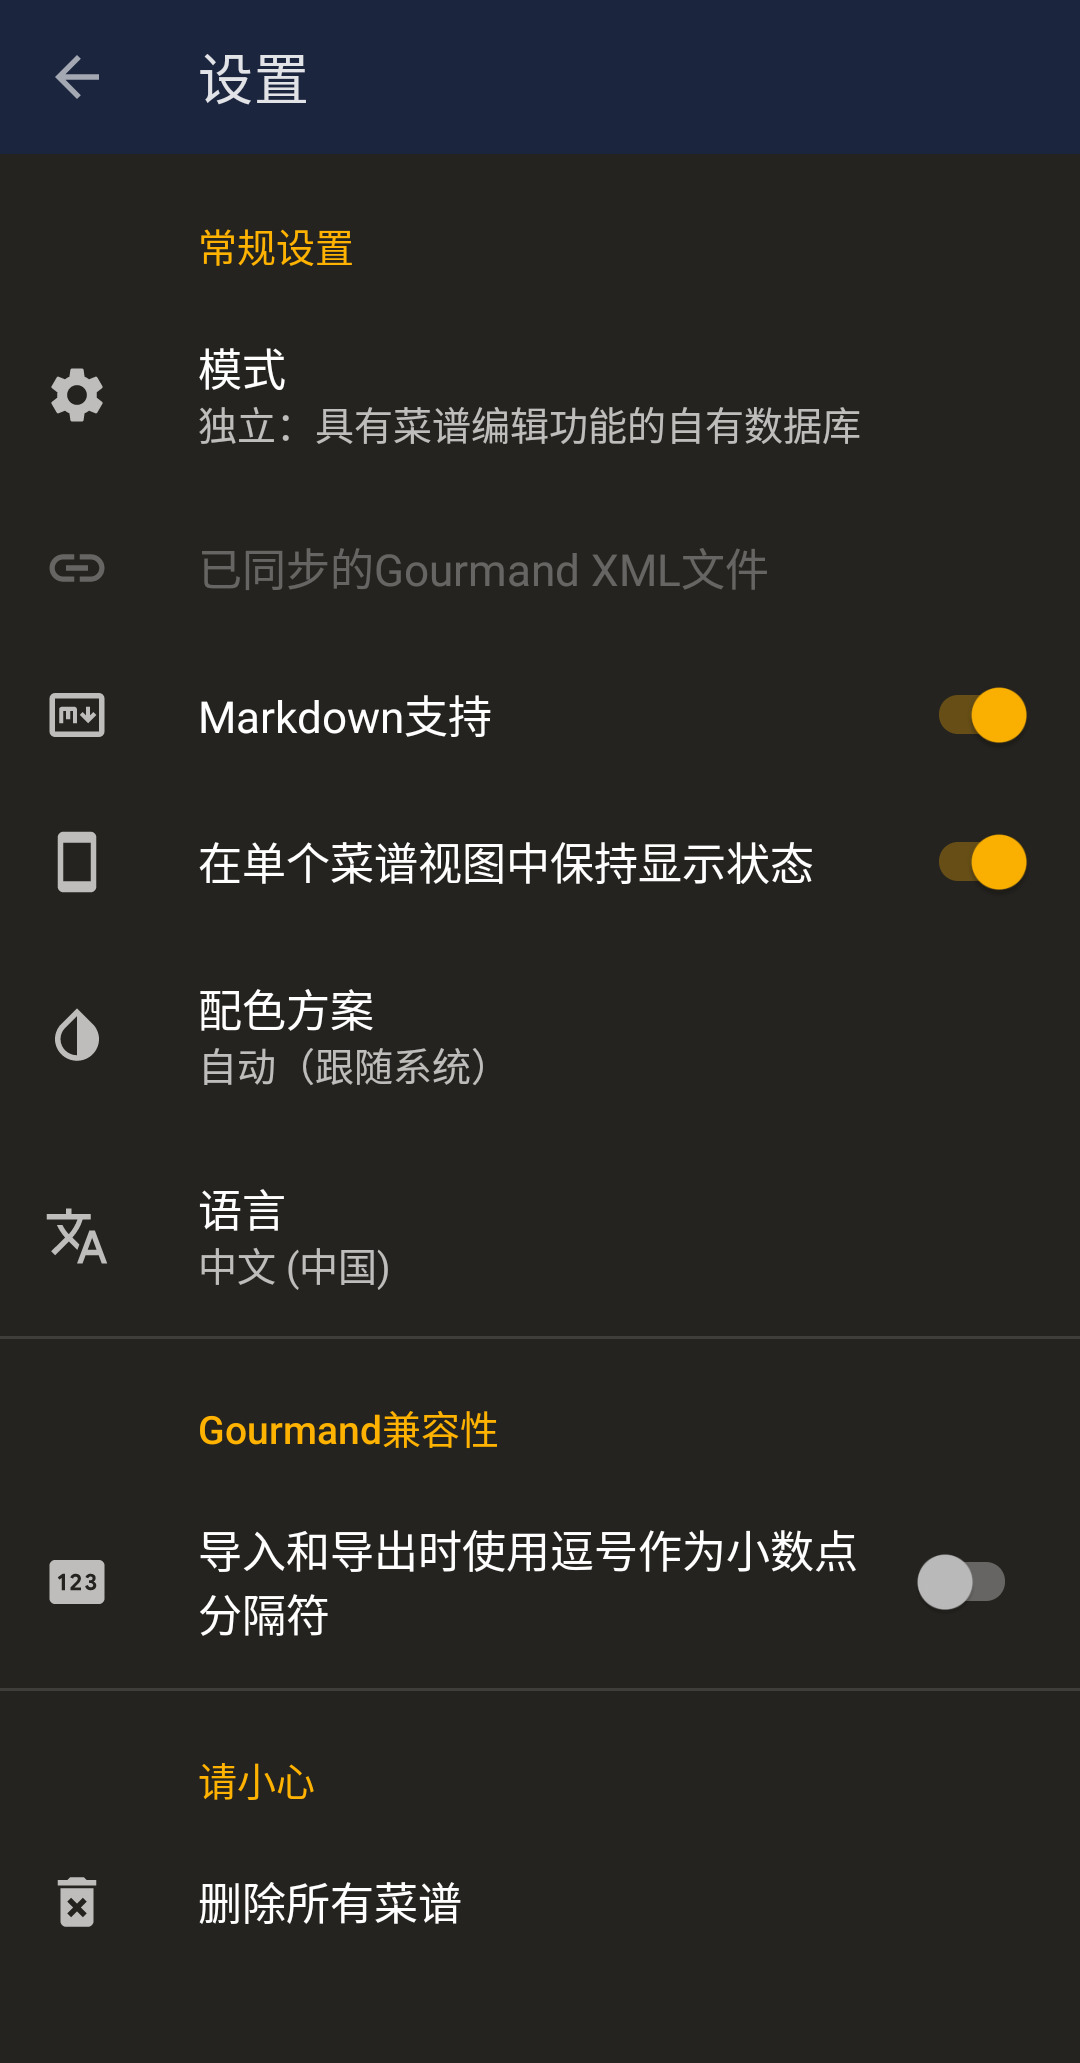 设置
常规设置
模式
独立：具有菜谱编辑功能的自有数据库
已同步的Gourmand XML文件
Markdown支持
在单个菜谱视图中保持显示状态
配色方案
自动（跟随系统）
语言
中文 (中国)
Gourmand兼容性
123
导入和导出时使用逗号作为小数点
分隔符
请小心
删除所有菜谱